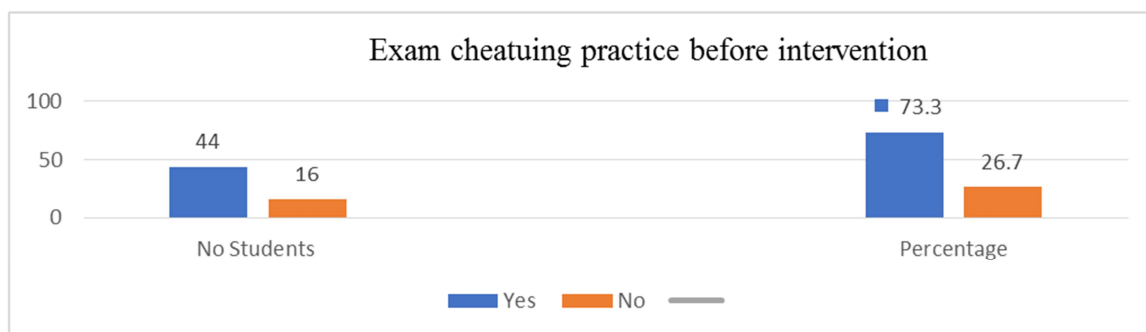 Exam cheatuing practice before intervention
100
50
0
44
16
73.3
26.7
No Students
Percentage
Yes No